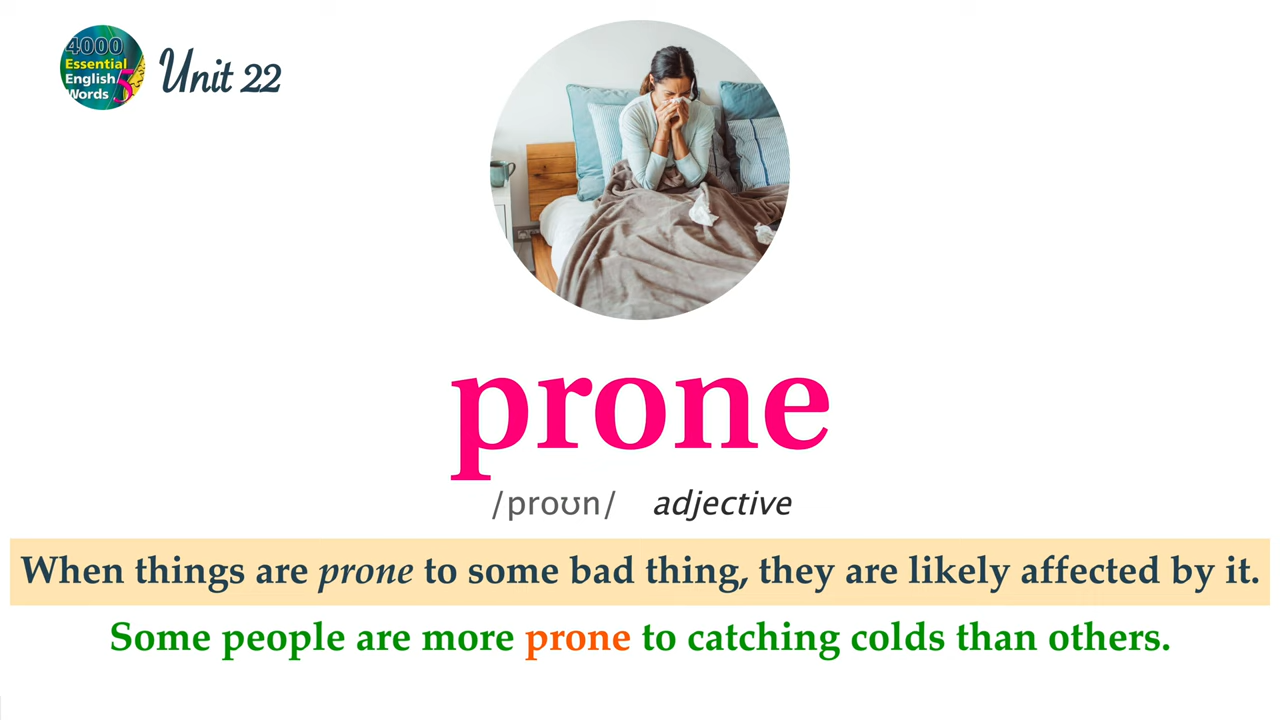 4000
Essential
English
Words 5
Unit 22
prone
/proʊn/ adjective
When things are prone to some bad thing, they are likely affected by it.
Some people are more prone to catching colds than others.